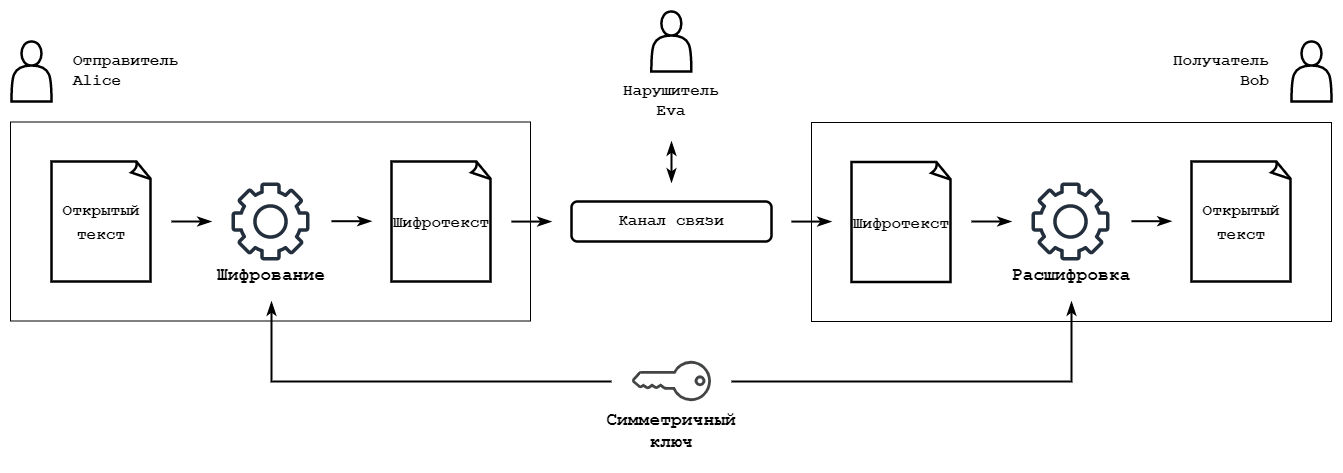 Отправитель
Alice
Нарушитель
Eva
Получатель
Bob
Открытый
текст
Шифрование
Шифротекст
Канал связи
Шифротекст
Расшифровка
Открытый
текст
Симметричный
ключ